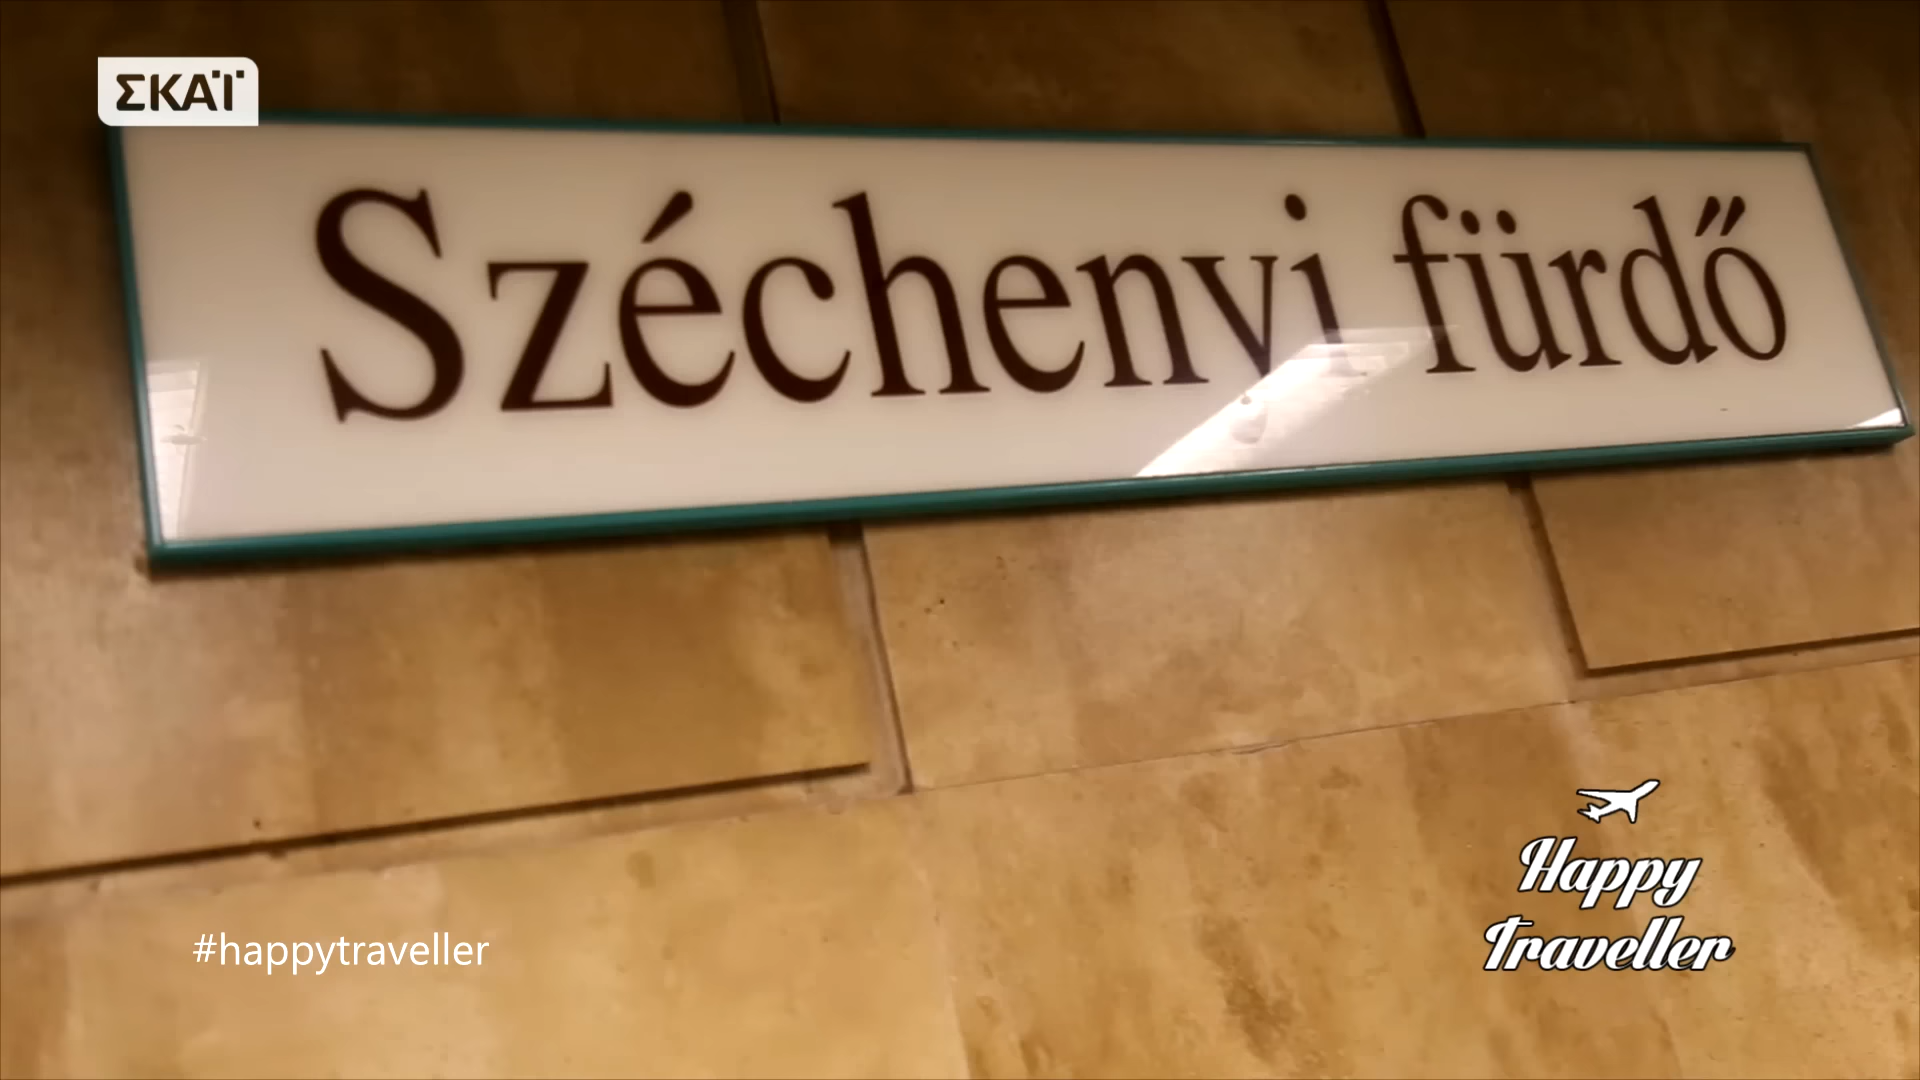 ΣΚΑΪ
Széchenyi fürdő
Happy
Traveller
#happytraveller